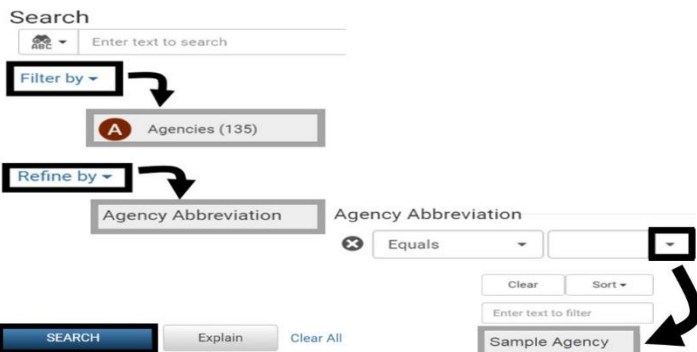 Search
ABC Enter text to search
Filter by
A Agencies (135)
Refine by
Agency Abbreviation
Agency Abbreviation
Equals
Clear Sort
Enter text to filter
Sample Agency
SEARCH Explain Clear All